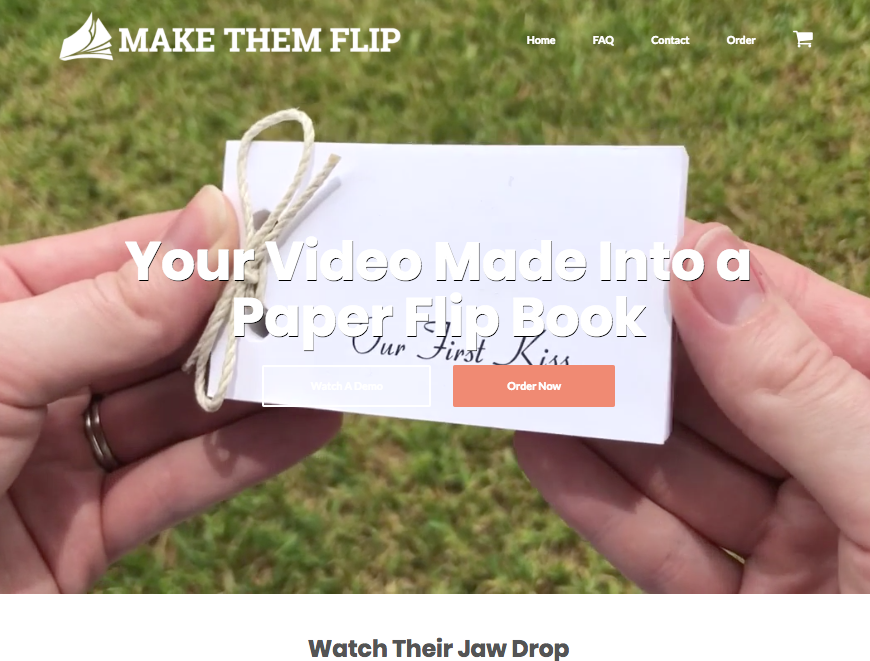 MAKE THEM FLIP
Home
FAQ
Contact
Order
Your Video Made Into a
Paper Flip Book
Our First Kiss
Watch A Demo
Order Now
Watch Their Jaw Drop